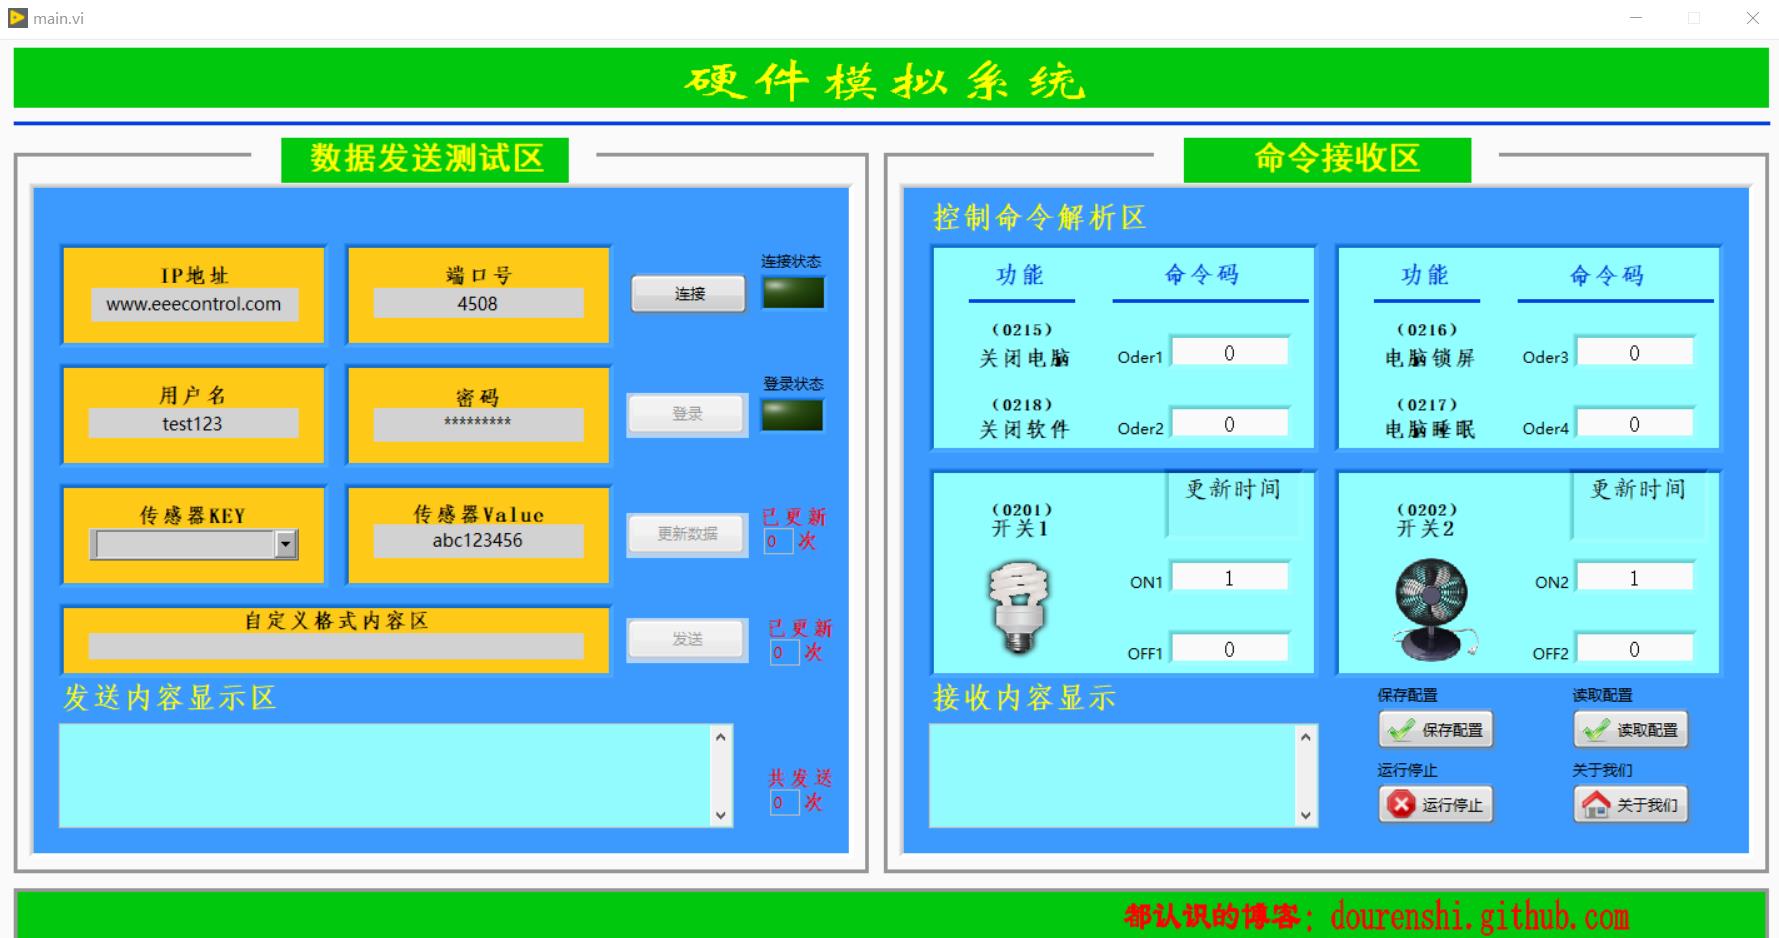 main.vi
硬件模拟系统
数据发送测试区
IP地址
www.eeecontrol.com
端口号
4508
连接
连接状态
用户名
test123
密码
*********
登录
登录状态
传感器KEY
传感器Value
abc123456
更新数据
已更新
0 次
自定义格式内容区
发送
已更新
0 次
发送内容显示区
共发送
0 次
命令接收区
控制命令解析区
功能 命令码
（0215）
关闭电脑 Oder1 0
（0218）
关闭软件 Oder2 0
功能 命令码
（0216）
电脑锁屏 Oder3 0
（0217）
电脑睡眠 Oder4 0
更新时间
（0201）
开关1
ON1 1
OFF1 0
更新时间
（0202）
开关2
ON2 1
OFF2 0
接收内容显示
保存配置
保存配置
读取配置
读取配置
运行停止
运行停止
关于我们
关于我们
都认识的博客：dourenshi.github.com